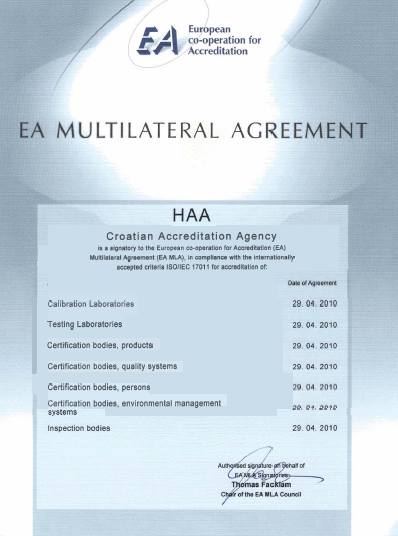 EA
European
co-operation for
Accreditation
EA MULTILATERAL AGREEMENT
HAA
Croatian Accreditation Agency
is a signatory to the European co-operation for Accreditation (EA)
Multilateral Agreement (EA MLA), in compliance with the internationally
accepted criteria ISO/IEC 17011 for accreditation of:
Date of Agreement
Calibration Laboratories 29. 04. 2010
Testing Laboratories 29. 04. 2010
Certification bodies, products 29. 04. 2010
Certification bodies, quality systems 29. 04. 2010
Certification bodies, persons 29. 04. 2010
Certification bodies, environmental management
systems 29. 04. 2010
Inspection bodies 29. 04. 2010
Authorised signature on behalf of
EA MLA Signatories
Thomas Facklam
Chair of the EA MLA Council